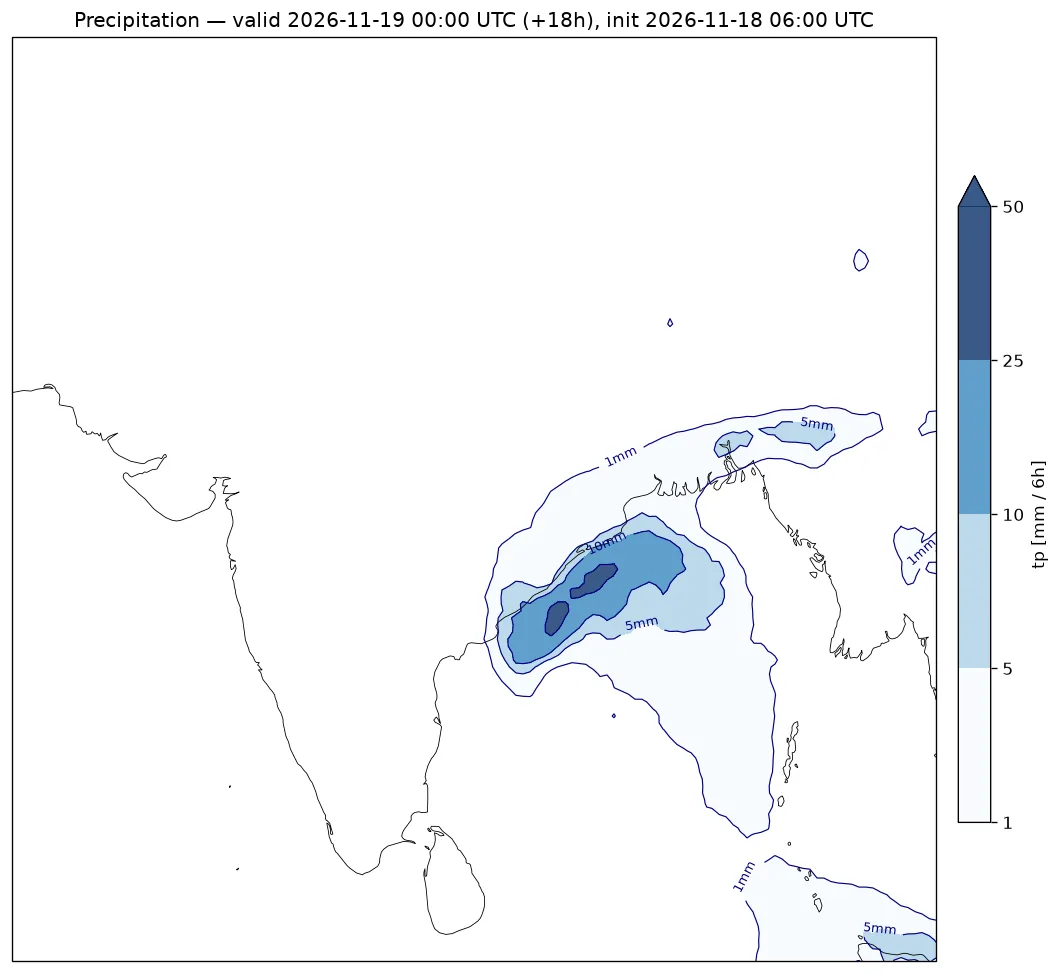 Precipitation — valid 2026-11-19 00:00 UTC (+18h), init 2026-11-18 06:00 UTC
50
25
10
5
1
tp [mm / 6h]
5mm
1mm
10mm
1mm
5mm
1mm
5mm